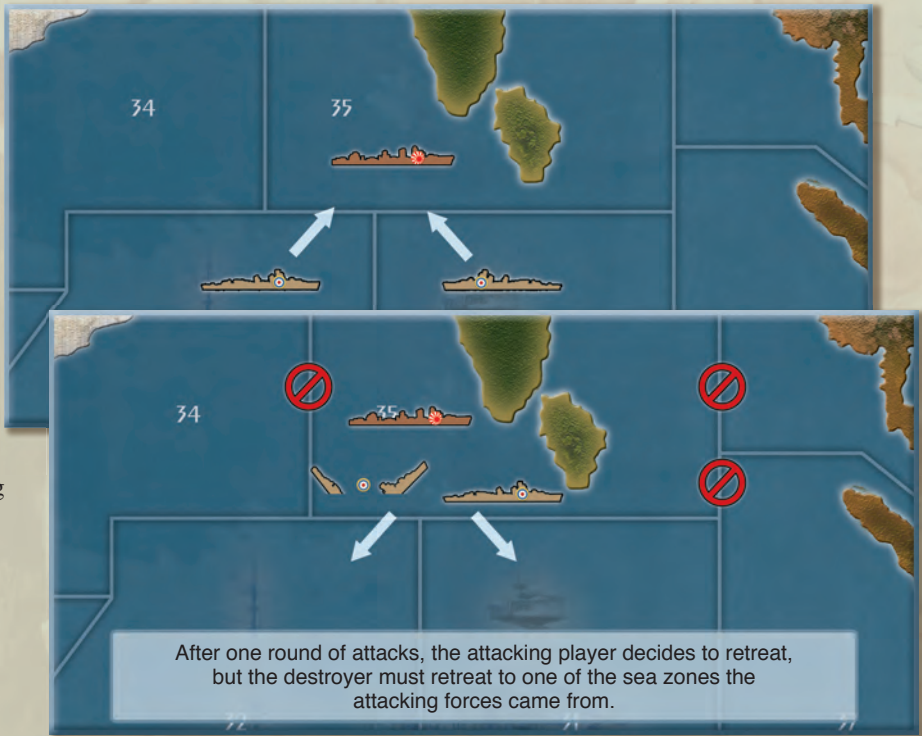 34
35
g
34
35
After one round of attacks, the attacking player decides to retreat,
but the destroyer must retreat to one of the sea zones the
attacking forces came from.